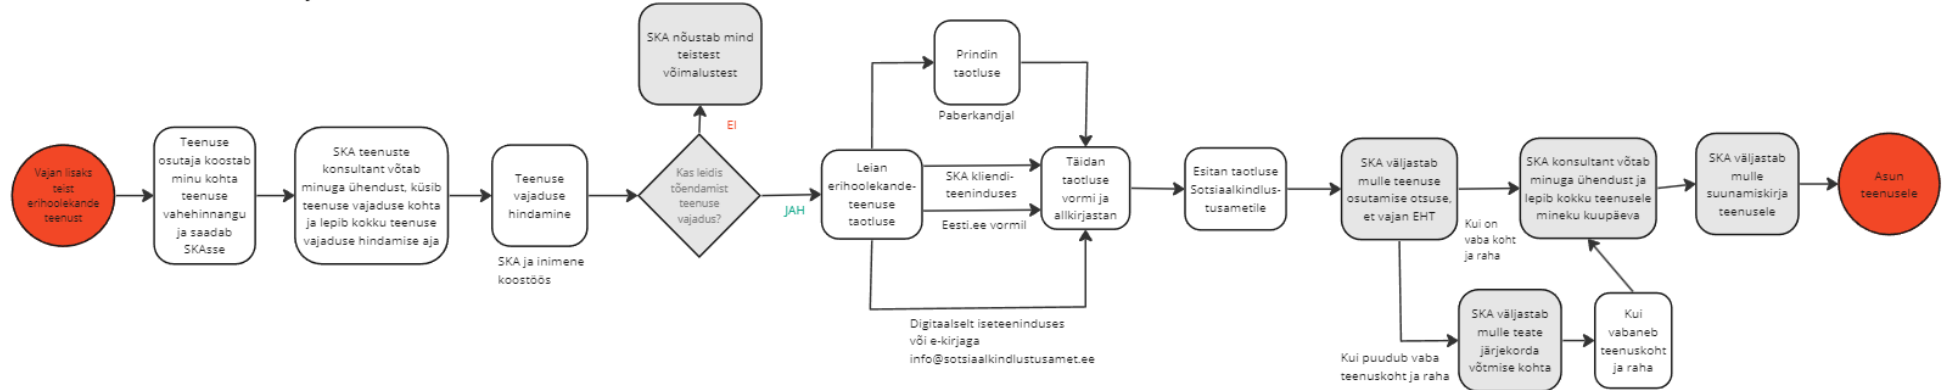 Vajan lisaks
teist
erihoolekande
teenust
Teenuse
osutaja koostab
minu kohta
teenuse
vahehinnangu
ja saadab
SKAsse
SKA teenuste
konsultant võtab
minuga ühendust, küsib
teenuse vajaduse kohta
ja lepib kokku teenuse
vajaduse hindamise aja
Teenuse
vajaduse
hindamine
SKA ja inimene
koostöös
Kas leidis
tõendamist
teenuse
vajadus?
EI
SKA nõustab mind
teistest
võimalustest
JAH
Leian
erihoolekande-
teenuse
taotluse
Prindin
taotluse
Paberkandjal
SKA kliendi-
teeninduses
Eesti.ee vormil
Digitaalselt iseteeninduses
või e-kirjaga
info@sotsiaalkindlustusamet.ee
Täidan
taotluse
vormi ja
allkirjastan
Esitan taotluse
Sotsiaalkindlus-
tusametile
SKA väljastab
mulle teenuse
osutamise otsuse,
et vajan EHT
Kui on
vaba koht
ja raha
Kui puudub vaba
teenuskoht ja raha
SKA väljastab
mulle teate
järjekorda
võtmise kohta
Kui
vabaneb
teenuskoht
ja raha
SKA konsultant võtab
minuga ühendust ja
lepib kokku teenusele
mineku kuupäeva
SKA väljastab
mulle
suunamiskirja
teenusele
Asun
teenusele